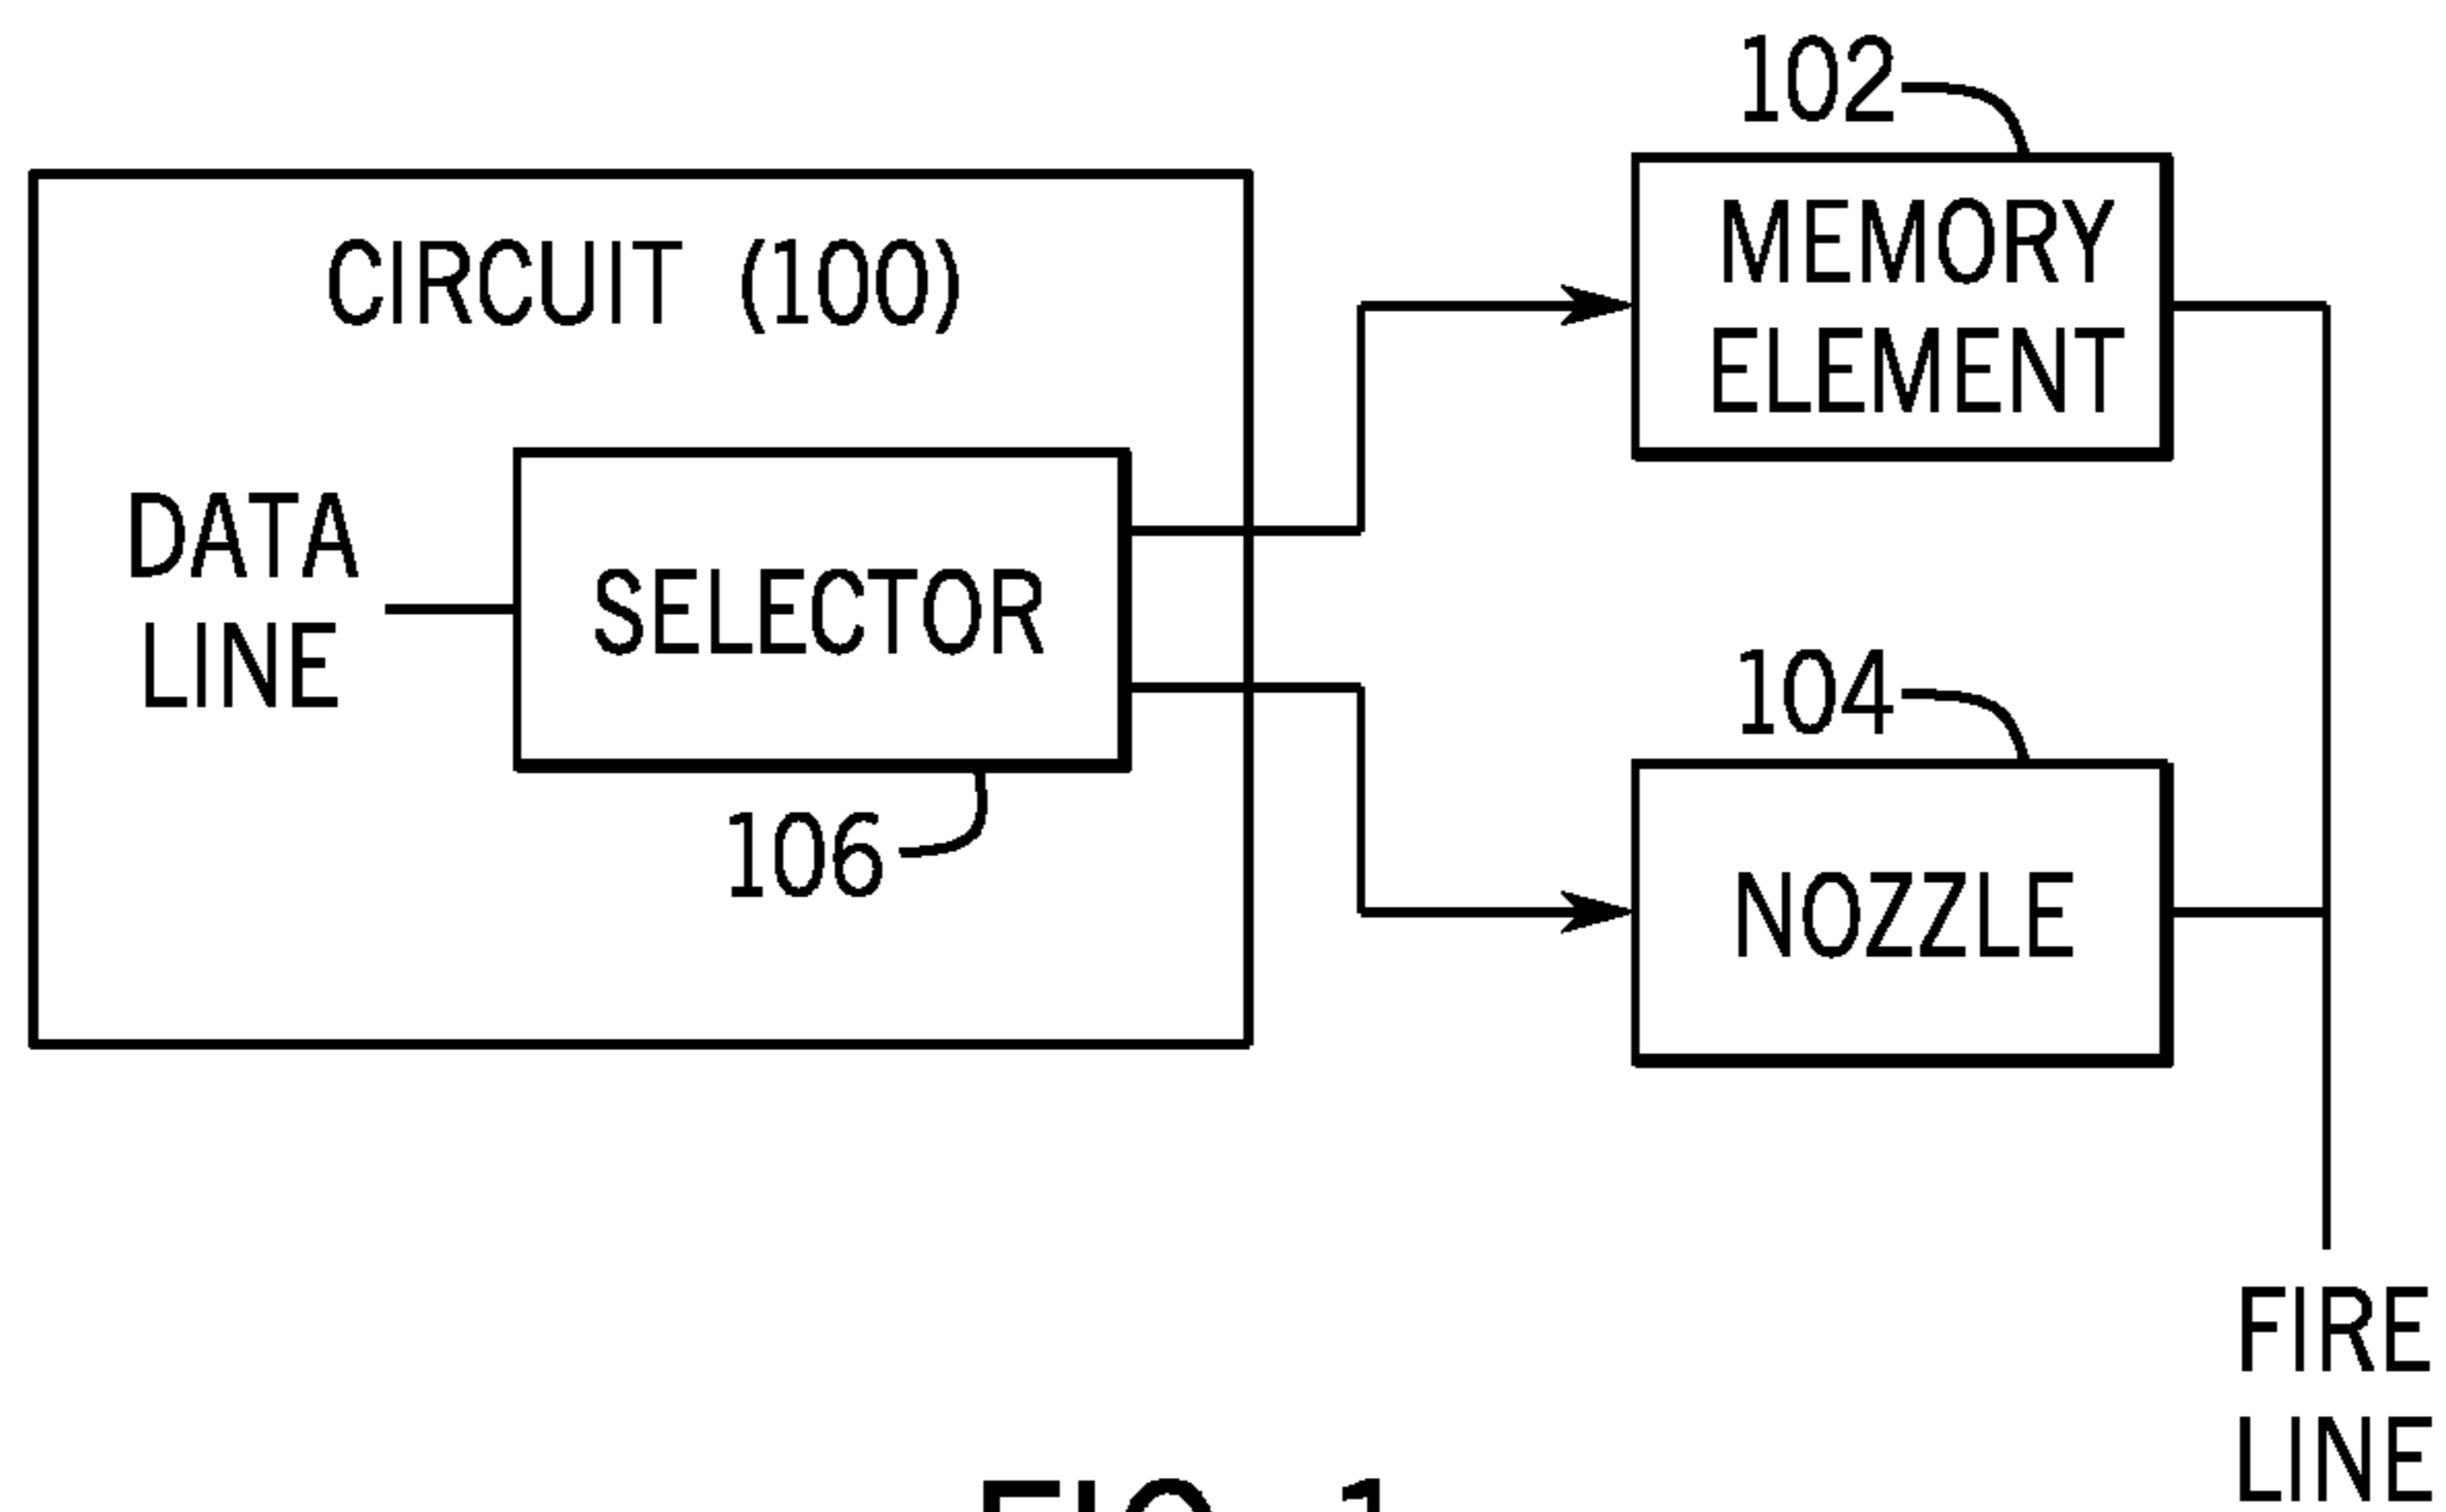 102
CIRCUIT (100)
MEMORY
ELEMENT
DATA
LINE
SELECTOR
106
104
NOZZLE
FIRE
LINE